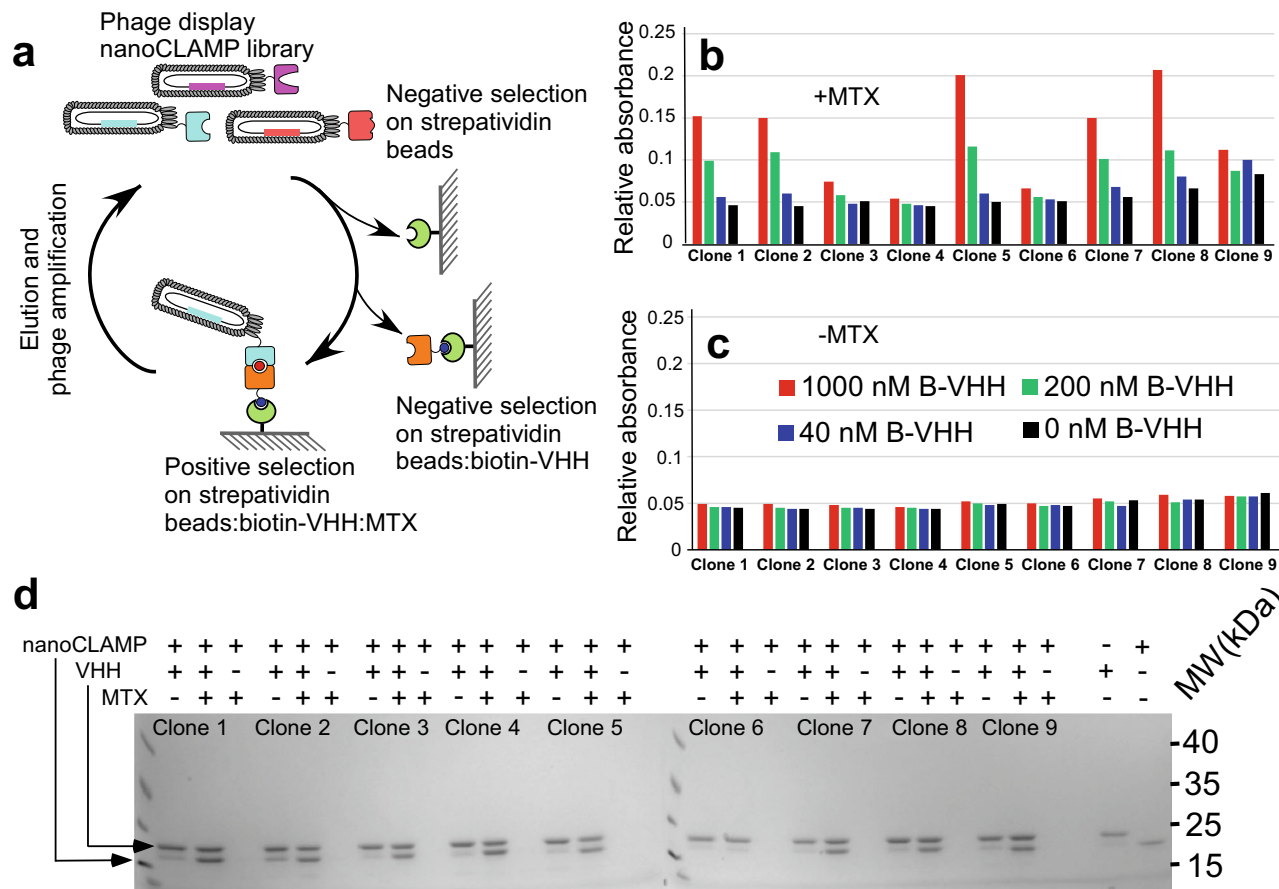 a
Phage display
nanoCLAMP library
Negative selection
on strepatividin
beads
Elution and
phage amplification
Negative selection
on strepatividin
beads:biotin-VHH
Positive selection
on strepatividin
beads:biotin-VHH:MTX
b
+MTX
Relative absorbance
0.25
0.2
0.15
0.1
0.05
0
Clone 1 Clone 2 Clone 3 Clone 4 Clone 5 Clone 6 Clone 7 Clone 8 Clone 9
c
-MTX
1000 nM B-VHH 200 nM B-VHH
40 nM B-VHH 0 nM B-VHH
Relative absorbance
0.25
0.2
0.15
0.1
0.05
0
Clone 1 Clone 2 Clone 3 Clone 4 Clone 5 Clone 6 Clone 7 Clone 8 Clone 9
d
nanoCLAMP + + + + + + + + + + + + + + + + + + + + + + + + + + + - +
VHH + + - + + - + + - + + - + + - + + - + + - + + - + + - + -
MTX - + + - + + - + + - + + - + + - + + - + + - + + - + + - -
MW(kDa)
Clone 1 Clone 2 Clone 3 Clone 4 Clone 5 Clone 6 Clone 7 Clone 8 Clone 9
40
35
25
15